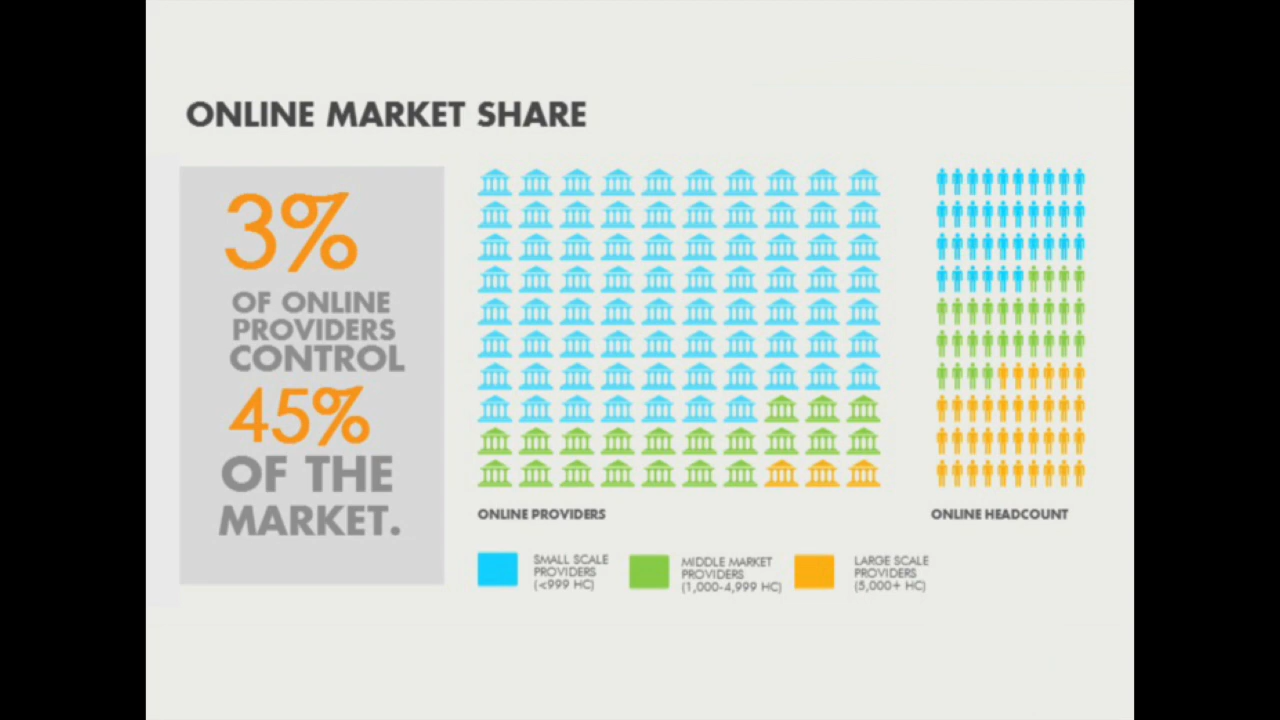 ONLINE MARKET SHARE
3%
OF ONLINE
PROVIDERS
CONTROL
45%
OF THE
MARKET.
ONLINE PROVIDERS
ONLINE HEADCOUNT
SMALL SCALE
PROVIDERS
(<999 HC)
MIDDLE MARKET
PROVIDERS
(1,000-4,999 HC)
LARGE SCALE
PROVIDERS
(5,000+ HC)